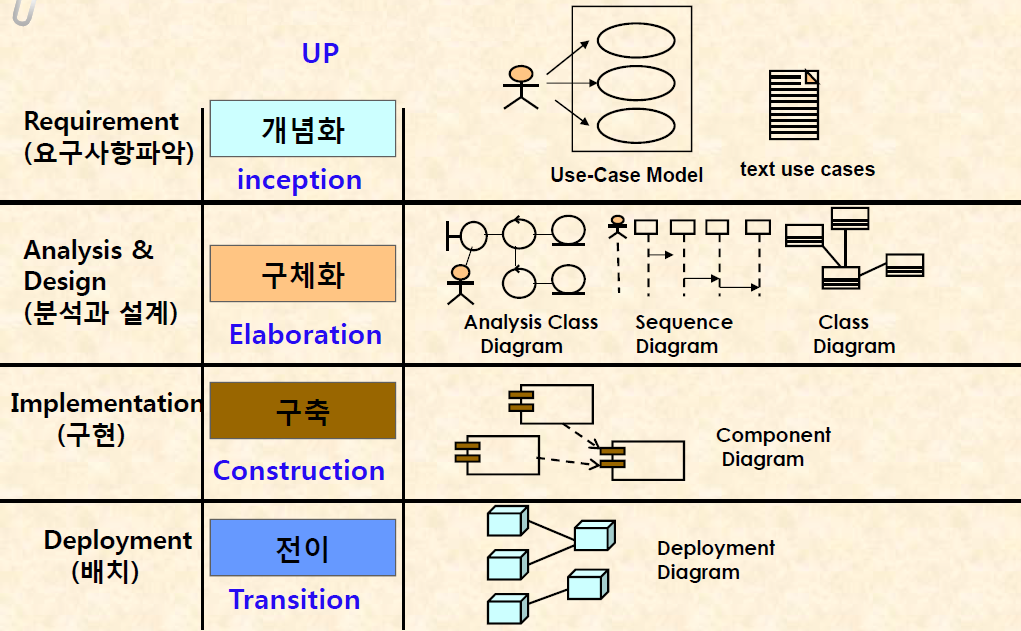 UP
Requirement
(요구사항파악)
개념화
inception
Use-Case Model
text use cases
Analysis &
Design
(분석과 설계)
구체화
Elaboration
Analysis Class
Diagram
Sequence
Diagram
Class
Diagram
Implementation
(구현)
구축
Construction
Component
Diagram
Deployment
(배치)
전이
Transition
Deployment
Diagram